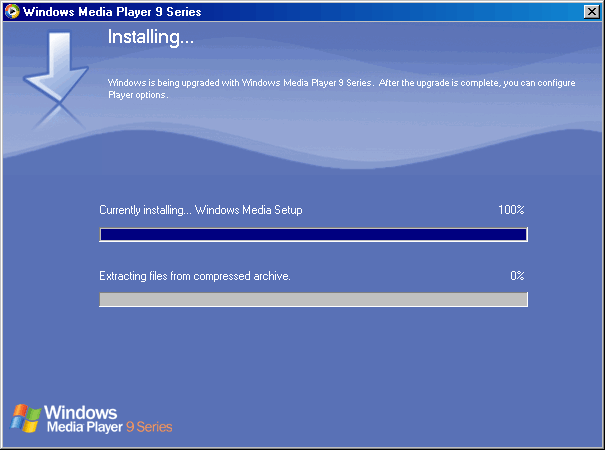 Windows Media Player 9 Series
Installing...
Windows is being upgraded with Windows Media Player 9 Series.  After the upgrade is complete, you can configure
Player options.
Currently installing... Windows Media Setup 100%
Extracting files from compressed archive. 0%
Windows
Media Player 9 Series